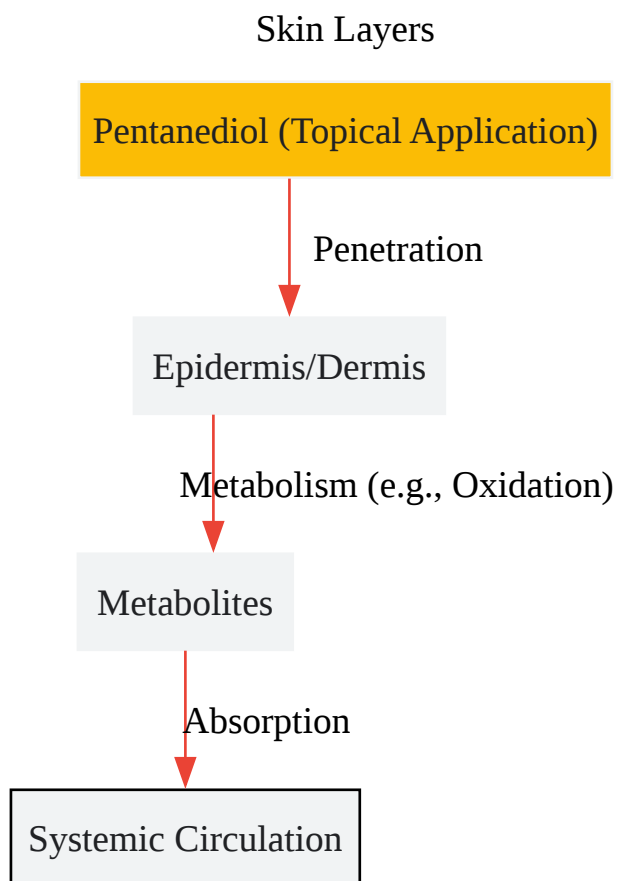 Skin Layers
Pentanediol (Topical Application)
Penetration
Epidermis/Dermis
Metabolism (e.g., Oxidation)
Metabolites
Absorption
Systemic Circulation